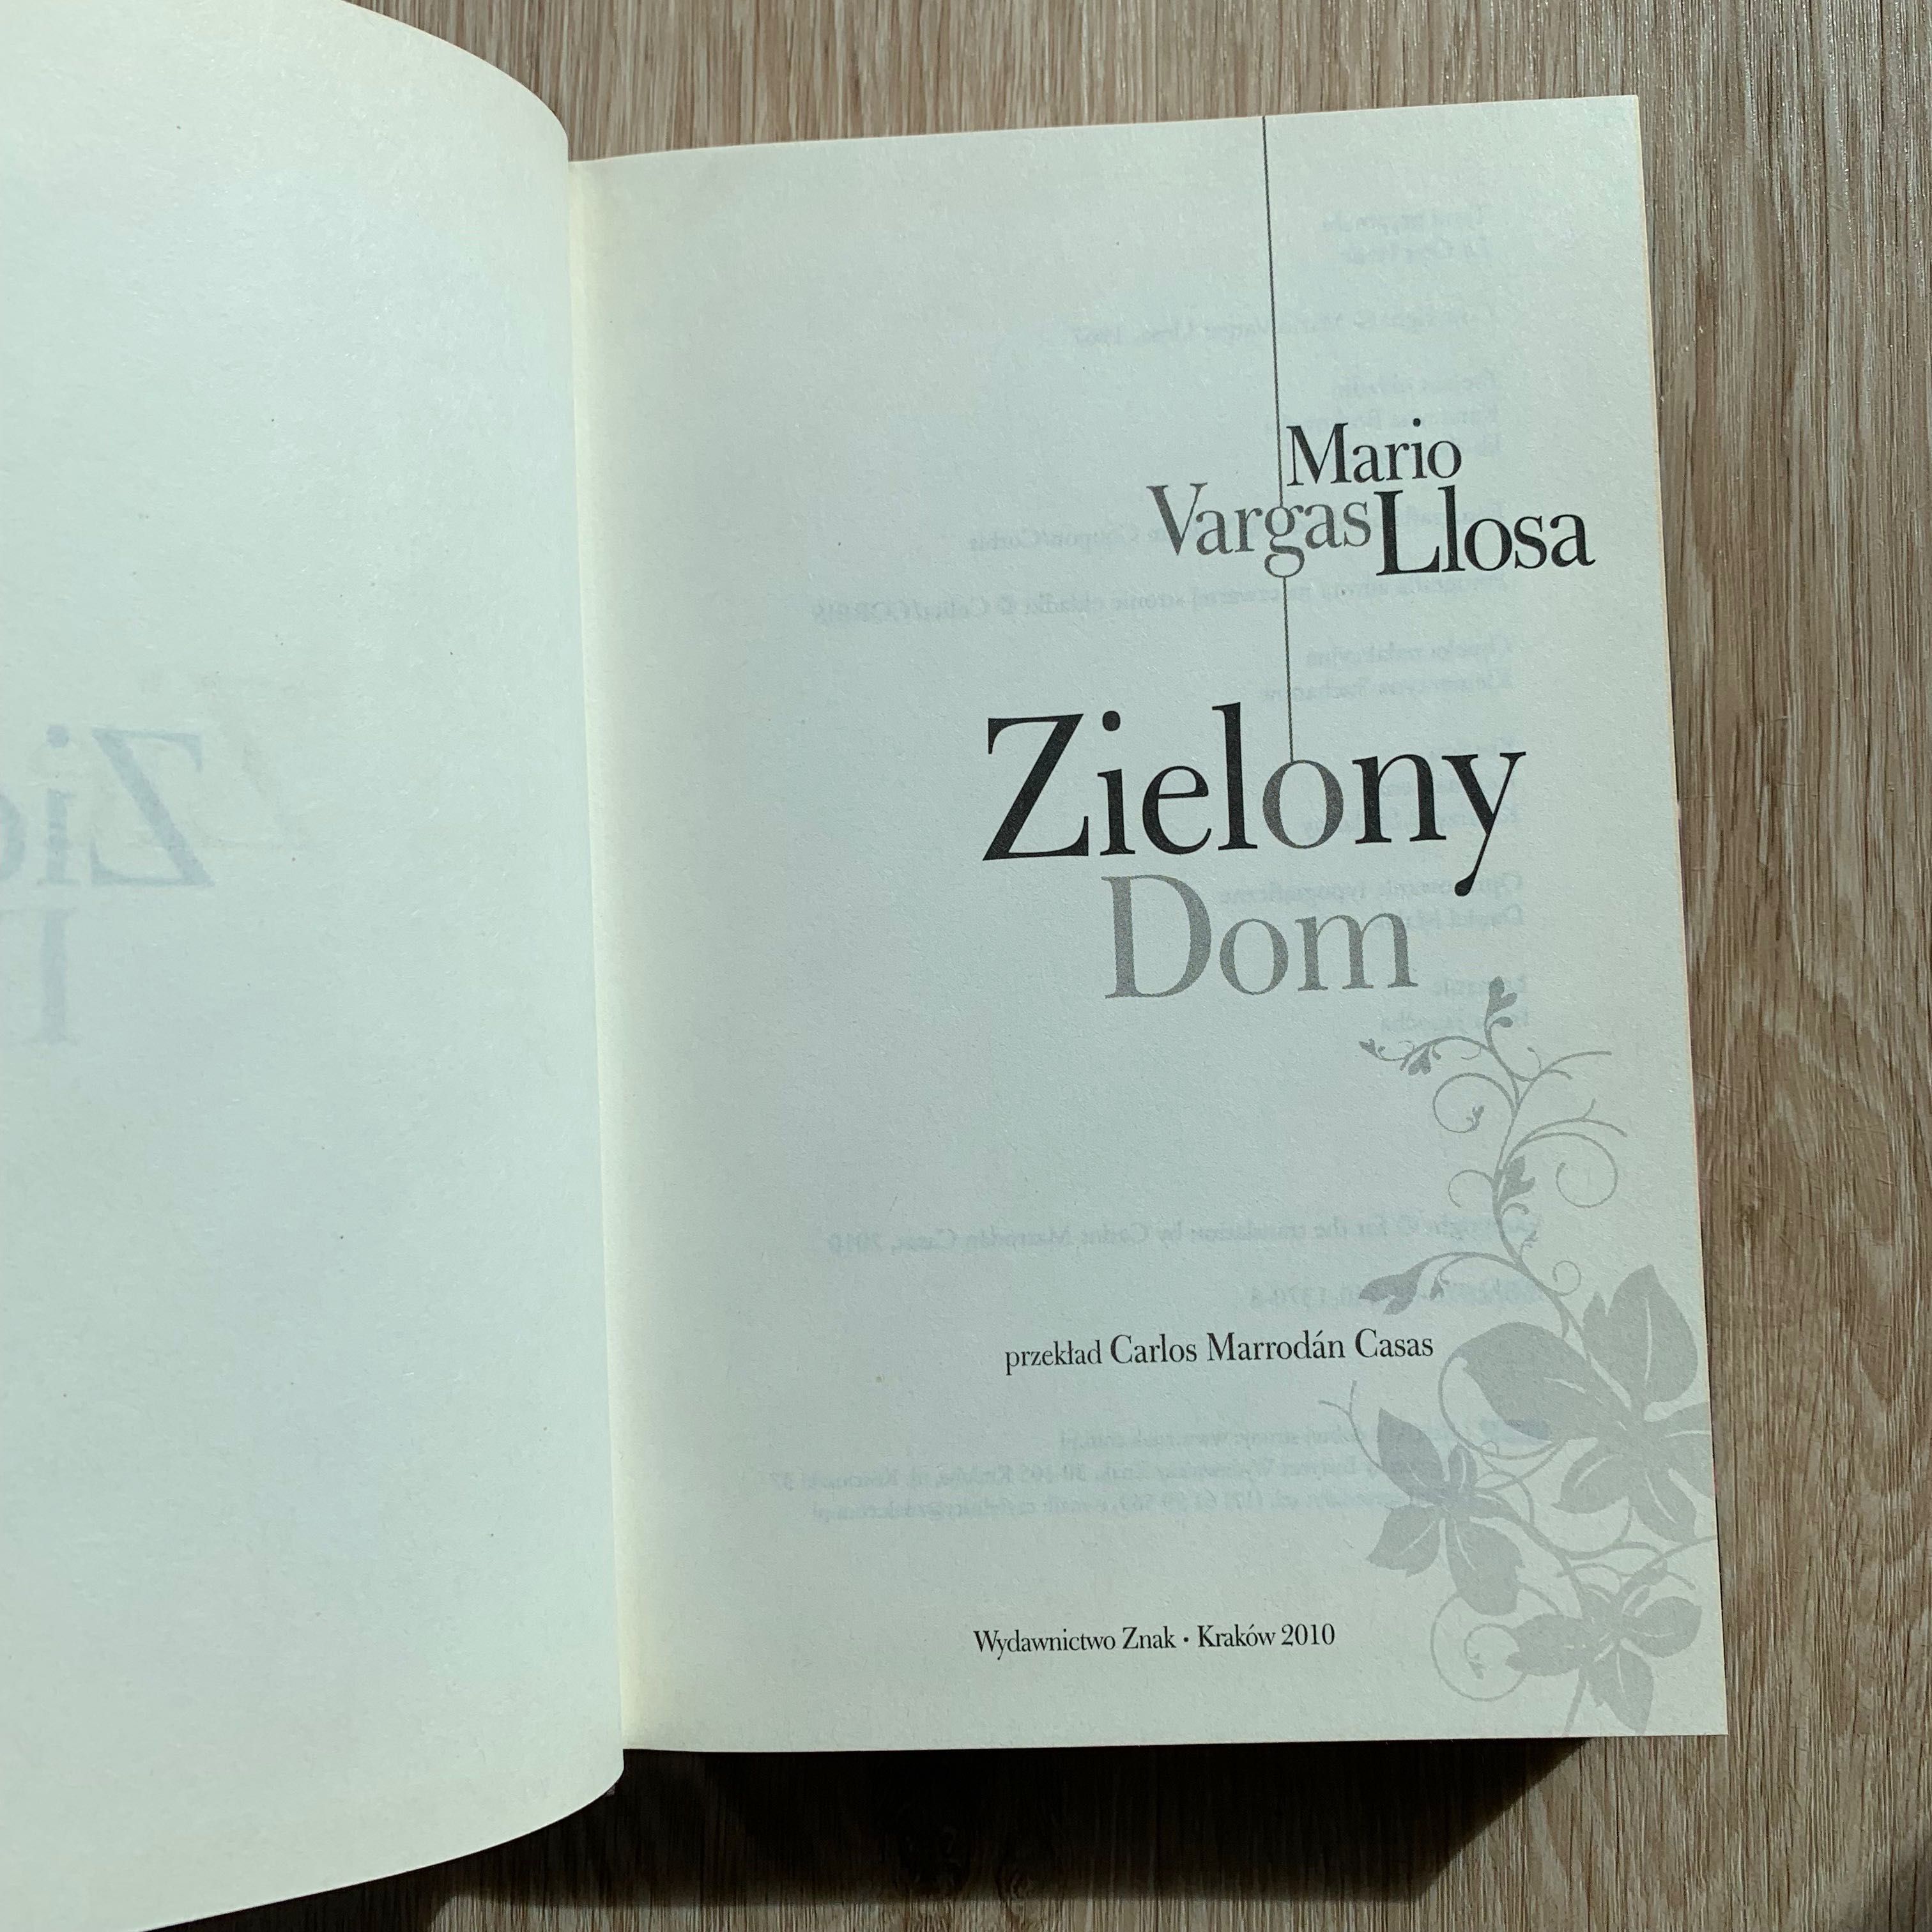 Mario
Vargas Llosa
Zielony
Dom
przekład Carlos Marrodán Casas
Wydawnictwo Znak • Kraków 2010